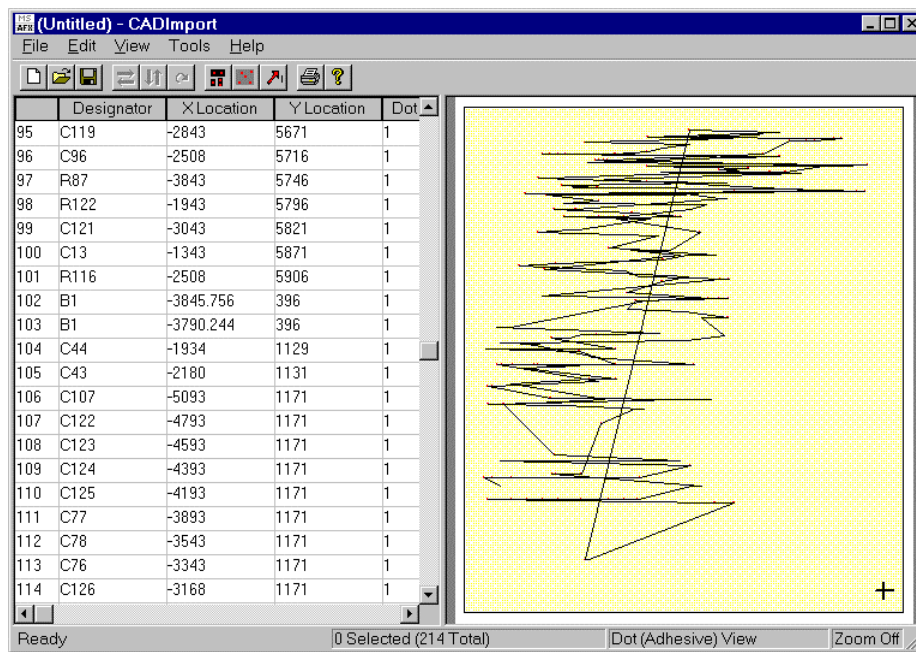 MS AFX (Untitled) - CADImport
File Edit View Tools Help
Designator X Location Y Location Dot
95 C119 -2843 5671 1
96 C96 -2508 5716 1
97 R87 -3843 5746 1
98 R122 -1943 5796 1
99 C121 -3043 5821 1
100 C13 -1343 5871 1
101 R116 -2508 5906 1
102 B1 -3845.756 396 1
103 B1 -3790.244 396 1
104 C44 -1934 1129 1
105 C43 -2180 1131 1
106 C107 -5093 1171 1
107 C122 -4793 1171 1
108 C123 -4593 1171 1
109 C124 -4393 1171 1
110 C125 -4193 1171 1
111 C77 -3893 1171 1
112 C78 -3543 1171 1
113 C76 -3343 1171 1
114 C126 -3168 1171 1
Ready 0 Selected (214 Total) Dot (Adhesive) View Zoom Off